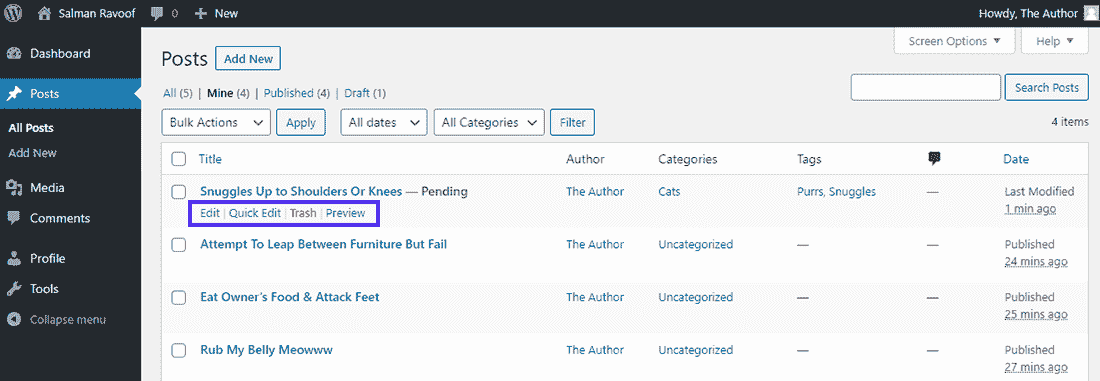 Salman Ravoof 0 + New Howdy, The Author
Screen Options ▼ Help ▼
Dashboard
Posts
All Posts
Add New
Media
Comments
Profile
Tools
Collapse menu
Posts Add New
All (5) | Mine (4) | Published (4) | Draft (1)
Search Posts
Bulk Actions Apply All dates All Categories Filter 4 items
Title Author Categories Tags Date
Snuggles Up to Shoulders Or Knees — Pending The Author Cats Purrs, Snuggles — Last Modified
1 min ago
Edit | Quick Edit | Trash | Preview
Attempt To Leap Between Furniture But Fail The Author Uncategorized — — Published
24 mins ago
Eat Owner's Food & Attack Feet The Author Uncategorized — — Published
25 mins ago
Rub My Belly Meowww The Author Uncategorized — — Published
27 mins ago